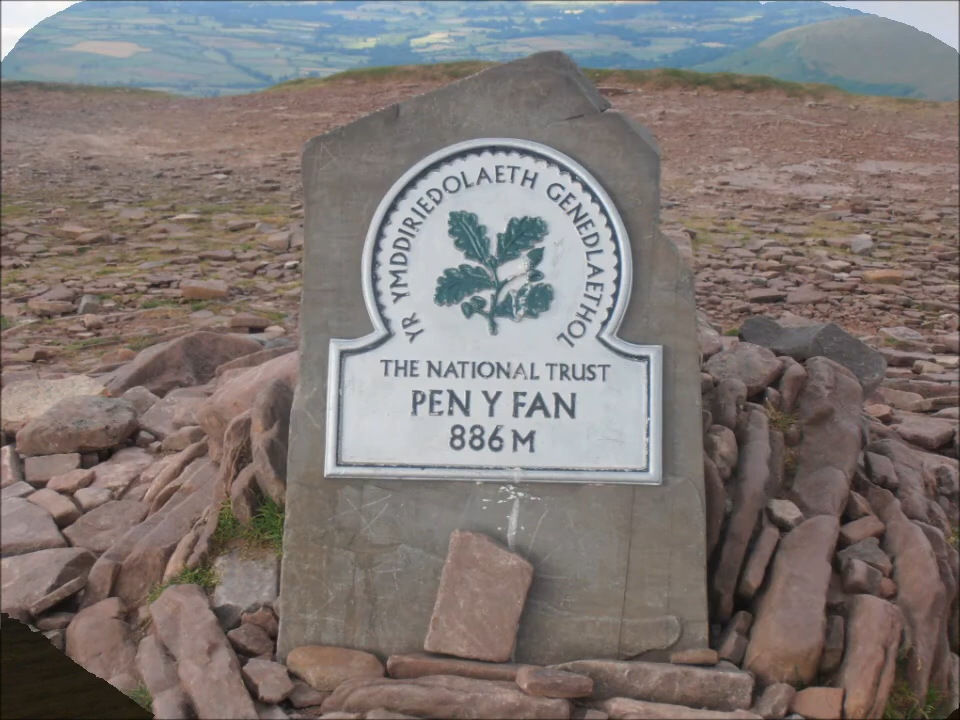 YR YMDDIRIEDOLAETH GENEDLAETHOL
THE NATIONAL TRUST
PEN Y FAN
886 M